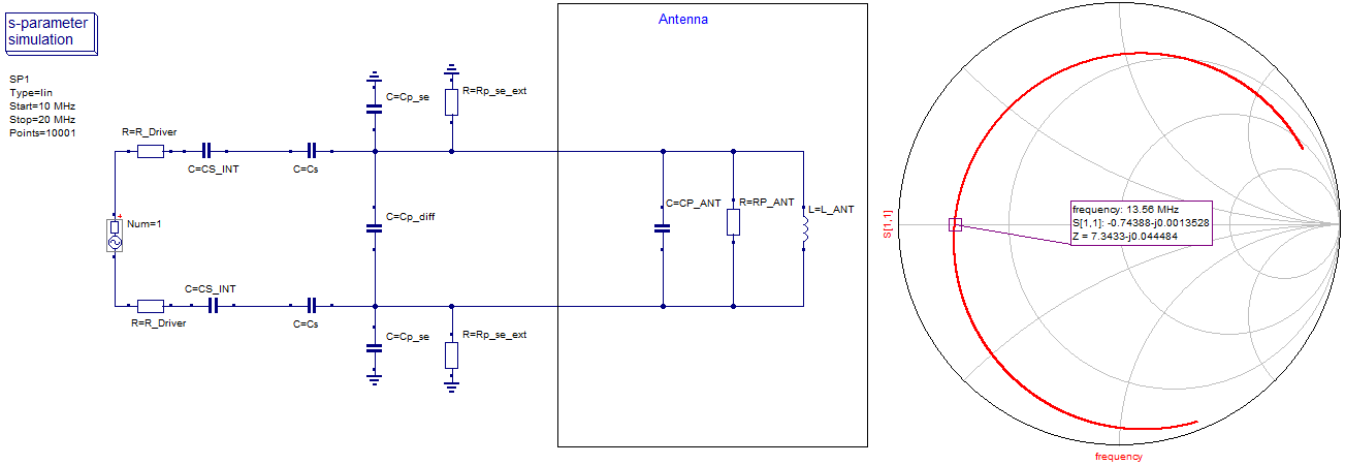 s-parameter
simulation
SP1
Type=lin
Start=10 MHz
Stop=20 MHz
Points=10001
R=R_Driver
C=CS_INT
C=Cs
C=Cp_se
R=Rp_se_ext
Num=1
C=Cp_diff
R=R_Driver
C=CS_INT
C=Cs
C=Cp_se
R=Rp_se_ext
Antenna
C=CP_ANT
R=RP_ANT
L=L_ANT
S[1,1]
frequency: 13.56 MHz
S[1,1]: -0.74388-j0.0013528
Z = 7.3433-j0.044484
frequency